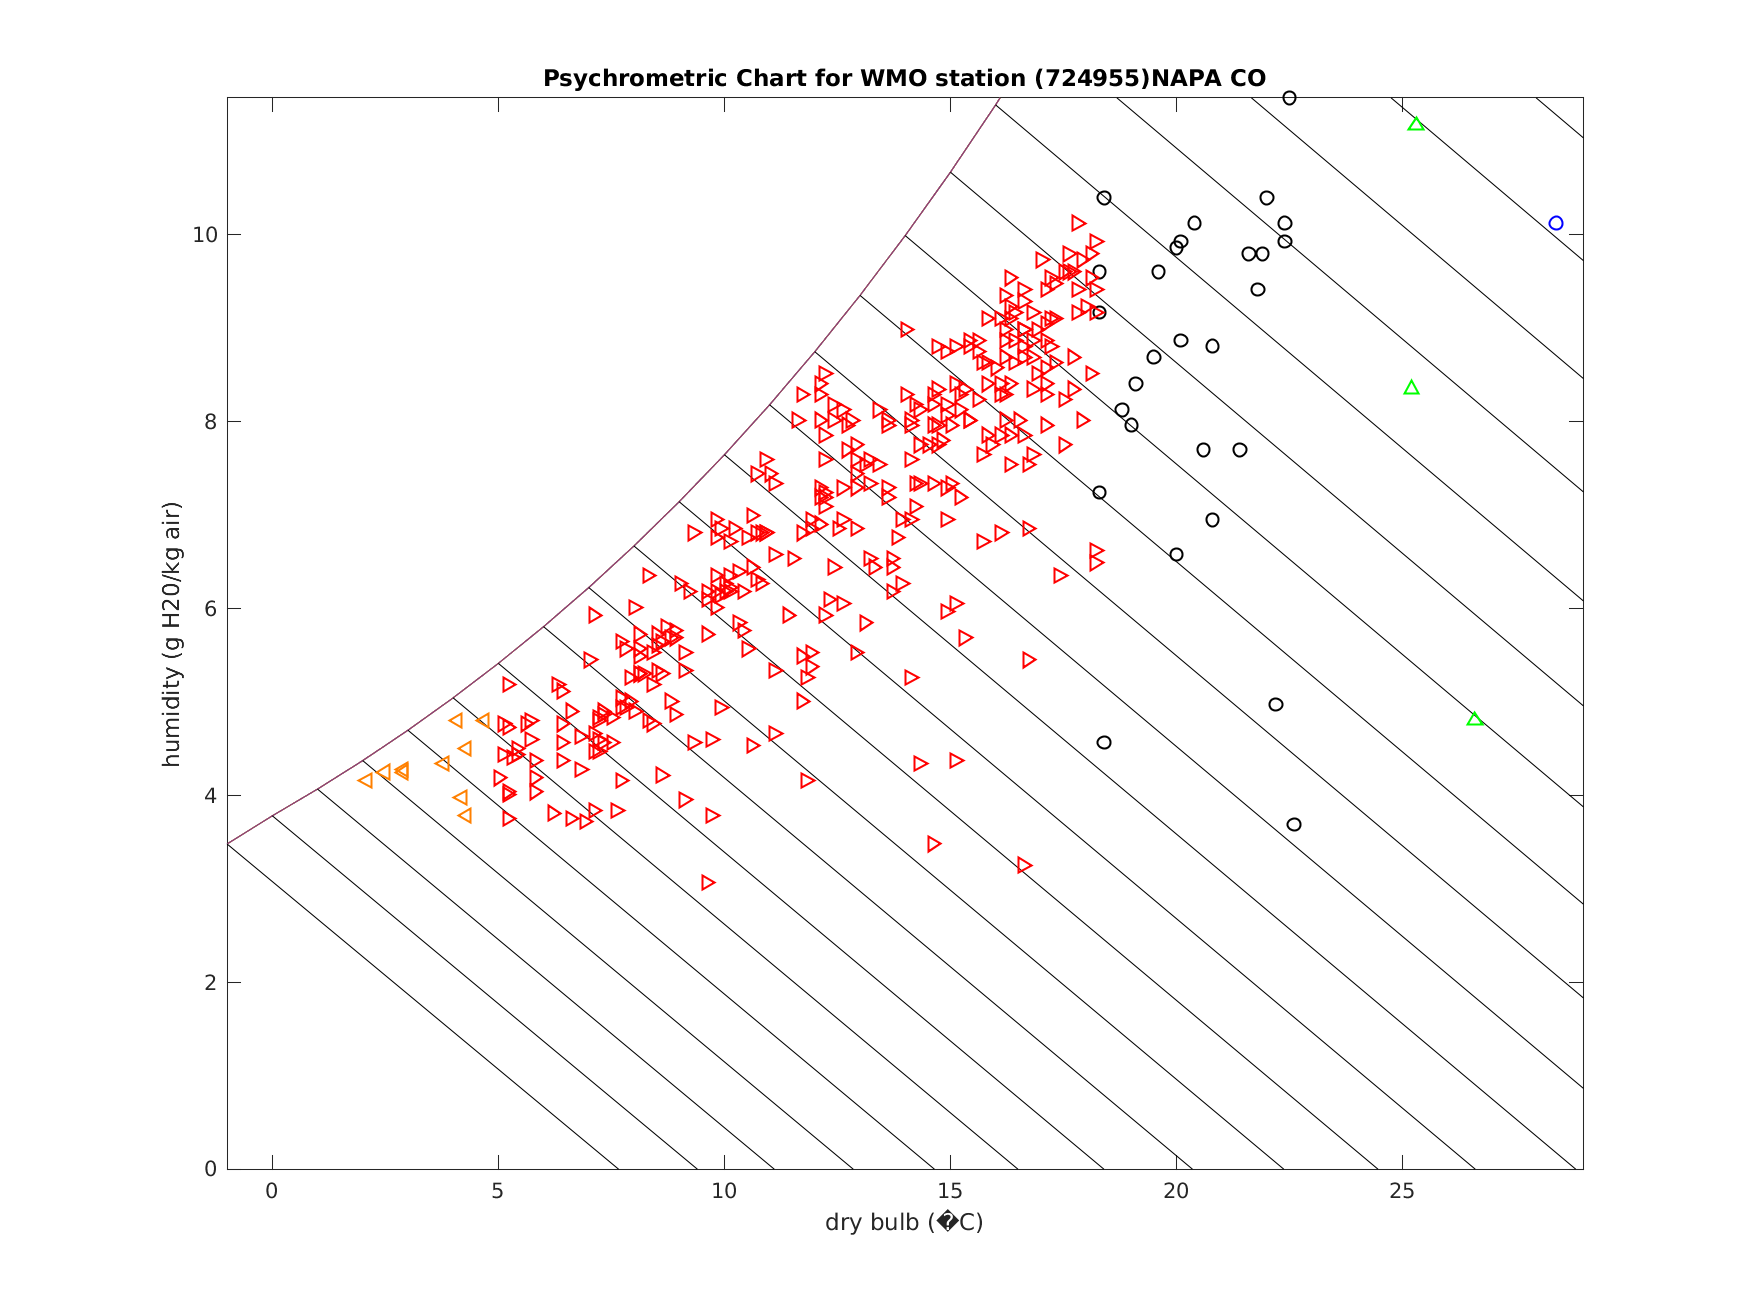 Psychrometric Chart for WMO station (724955)NAPA CO
10
8
6
4
2
0
humidity (g H20/kg air)
0 5 10 15 20 25
dry bulb (�C)